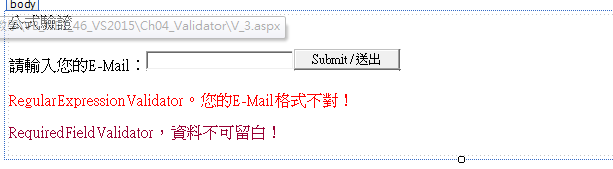 body
公式驗證
46_VS2015\Ch04_Validator\V_3.aspx
請輸入您的E-Mail：
Submit / 送出
RegularExpressionValidator。您的E-Mail格式不對！
RequiredFieldValidator，資料不可留白！